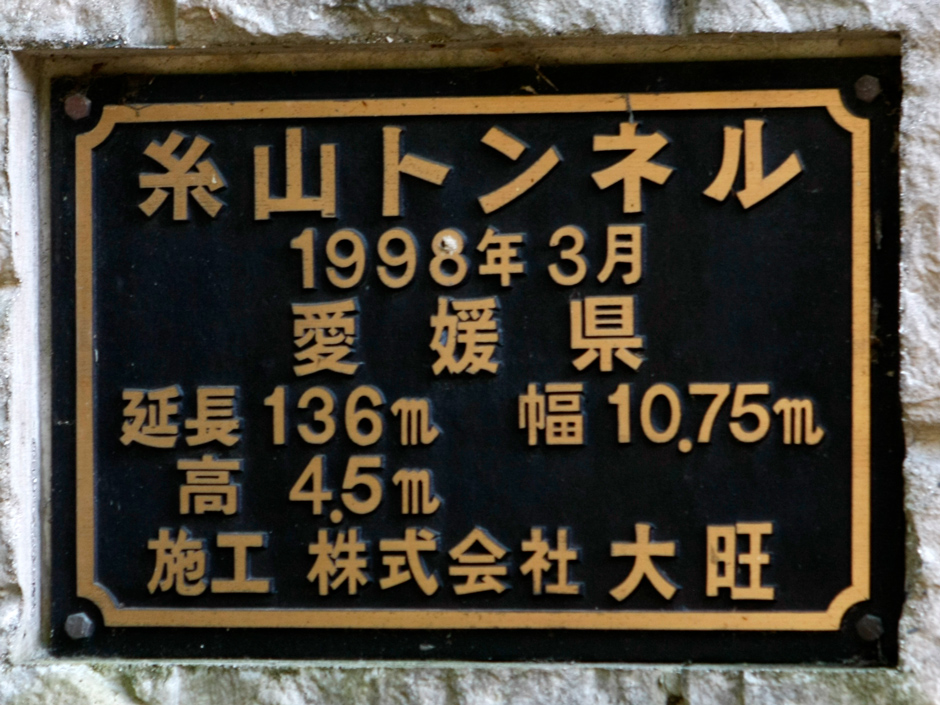 糸山トンネル
1998年3月
愛媛県
延長 136m 幅 10.75m
高 4.5m
施工 株式会社 大旺